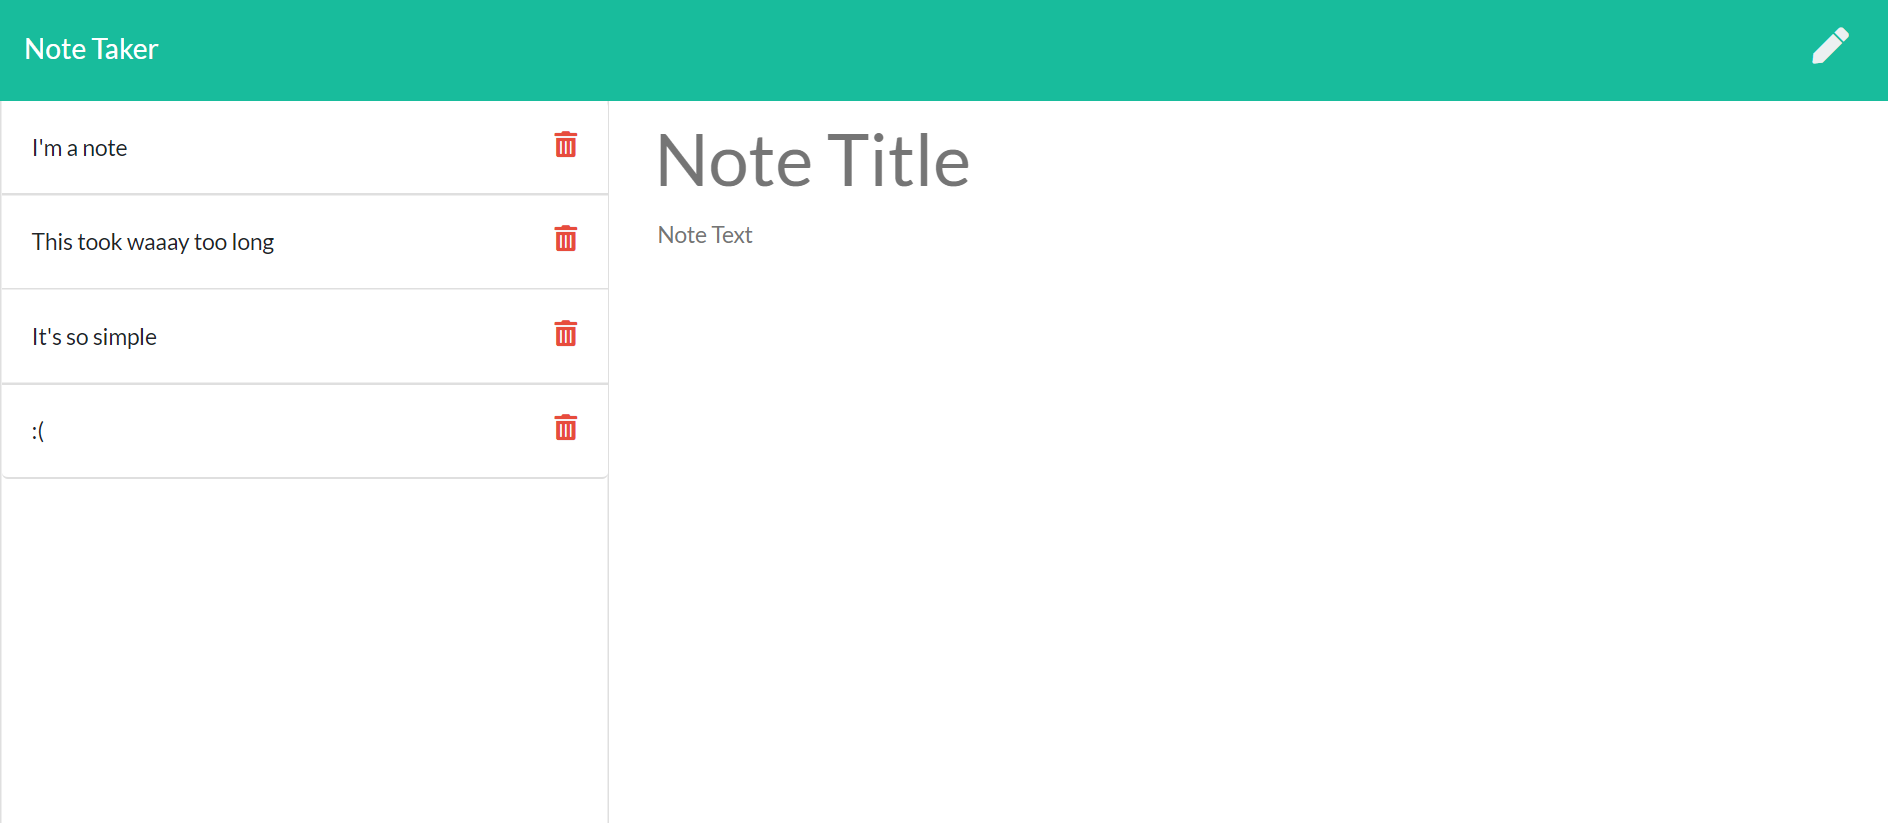 Note Taker
I'm a note
This took waaay too long
It's so simple
:(
Note Title
Note Text